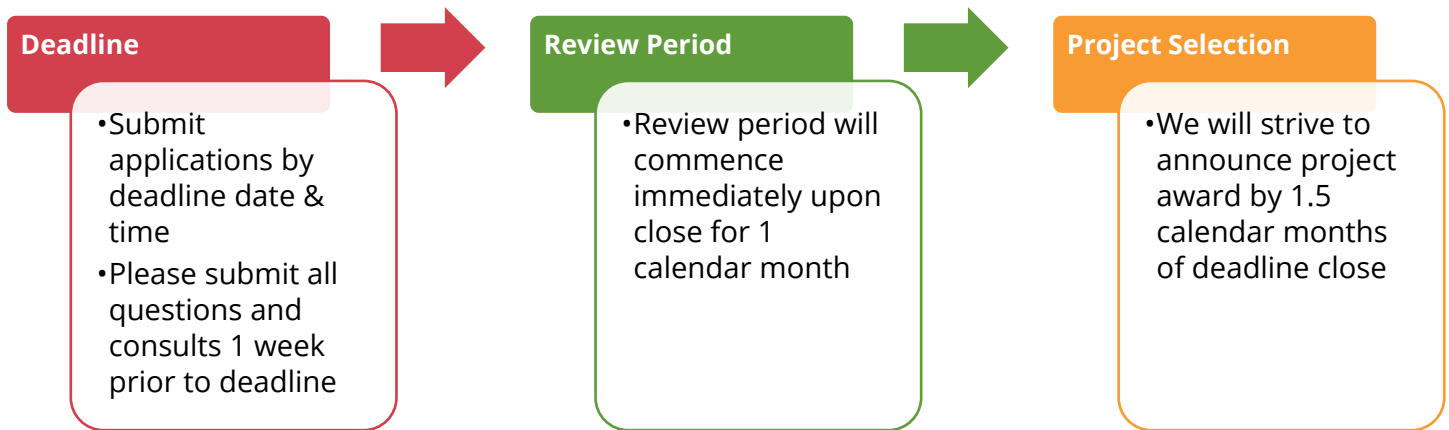 Deadline
•Submit
applications by
deadline date &
time
•Please submit all
questions and
consults 1 week
prior to deadline
Review Period
•Review period will
commence
immediately upon
close for 1
calendar month
Project Selection
•We will strive to
announce project
award by 1.5
calendar months
of deadline close